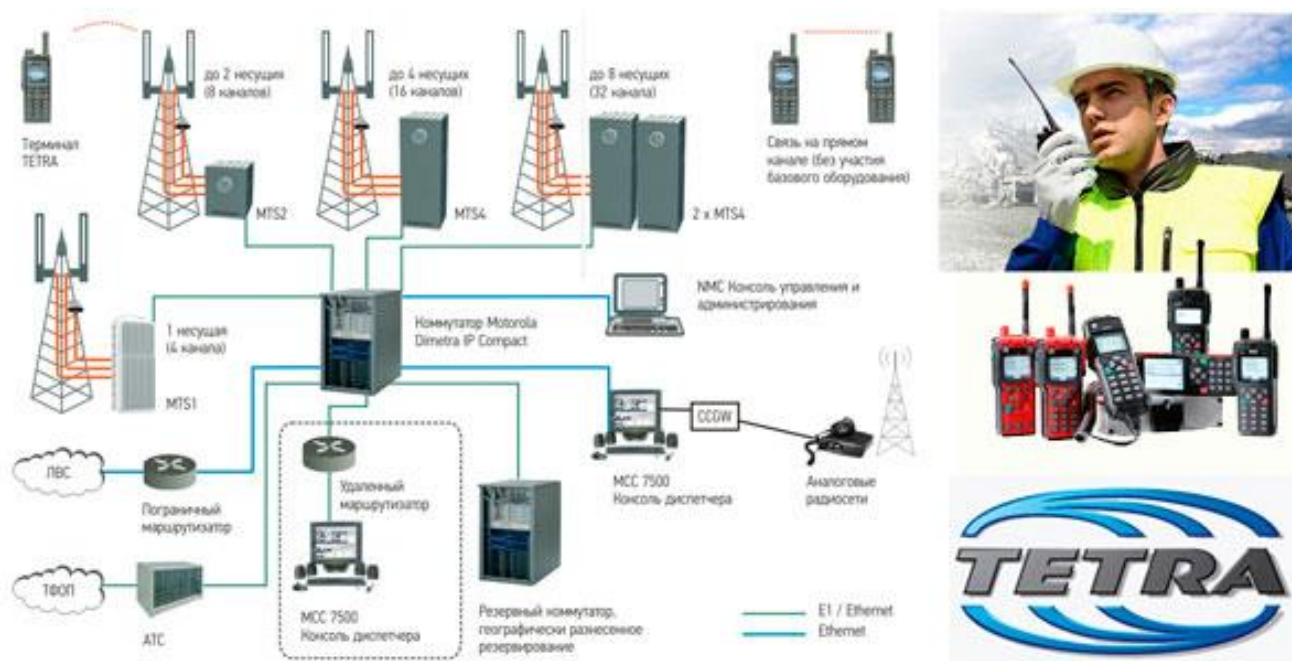 до 2 несущих
(8 каналов)
до 4 несущих
(16 каналов)
до 8 несущих
(32 канала)
Терминал
TETRA
Связь на прямом
канале (без участия
базового оборудования)
MTS2
MTS4
2 x MTS4
1 несущая
(4 канала)
MTS1
Коммутатор Motorola
Dimetra IP Compact
NMC Консоль управления и
администрирования
CCGW
ЛВС
Пограничный
маршрутизатор
Удаленный
маршрутизатор
MCC 7500
Консоль диспетчера
Аналоговые
радиосети
ТФОП
АТС
MCC 7500
Консоль диспетчера
Резервный коммутатор,
географически разнесенное
резервирование
E1 / Ethernet
Ethernet
TETRA